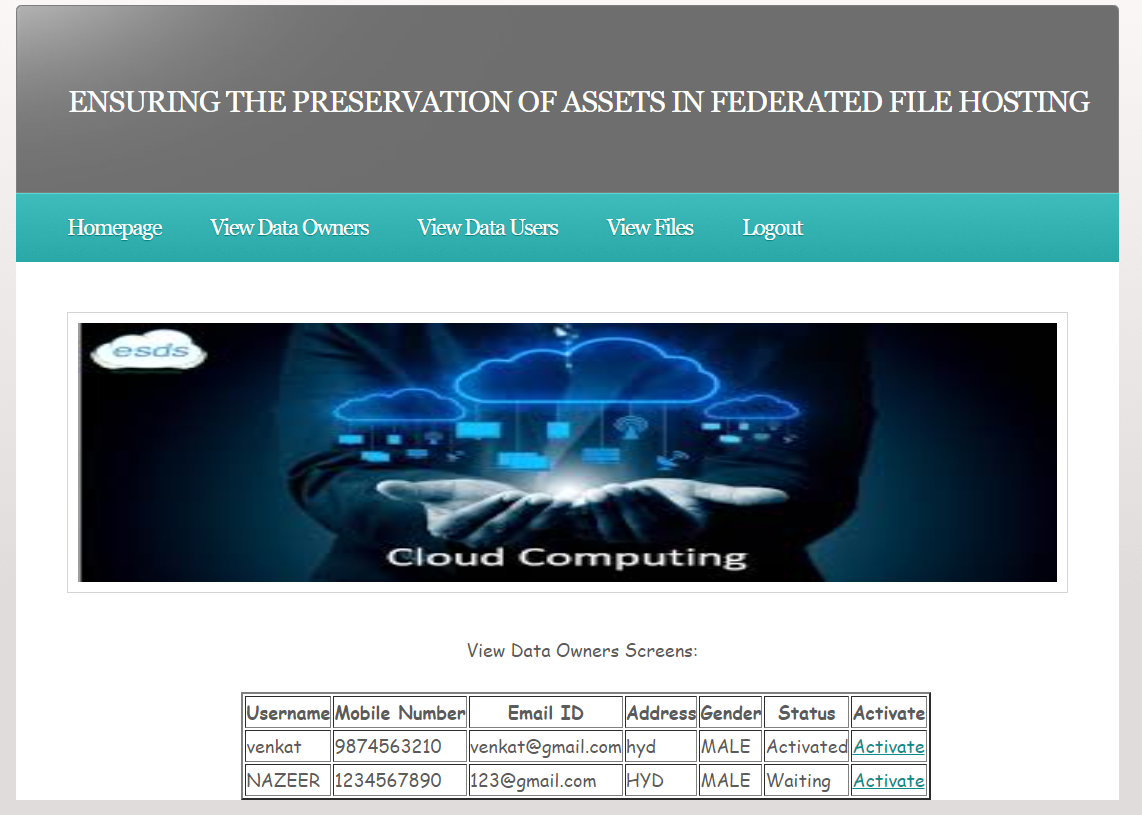 ENSURING THE PRESERVATION OF ASSETS IN FEDERATED FILE HOSTING
Homepage View Data Owners View Data Users View Files Logout
esds
Cloud Computing
View Data Owners Screens:
Username Mobile Number Email ID Address Gender Status Activate
venkat 9874563210 venkat@gmail.com hyd MALE Activated Activate
NAZEER 1234567890 123@gmail.com HYD MALE Waiting Activate